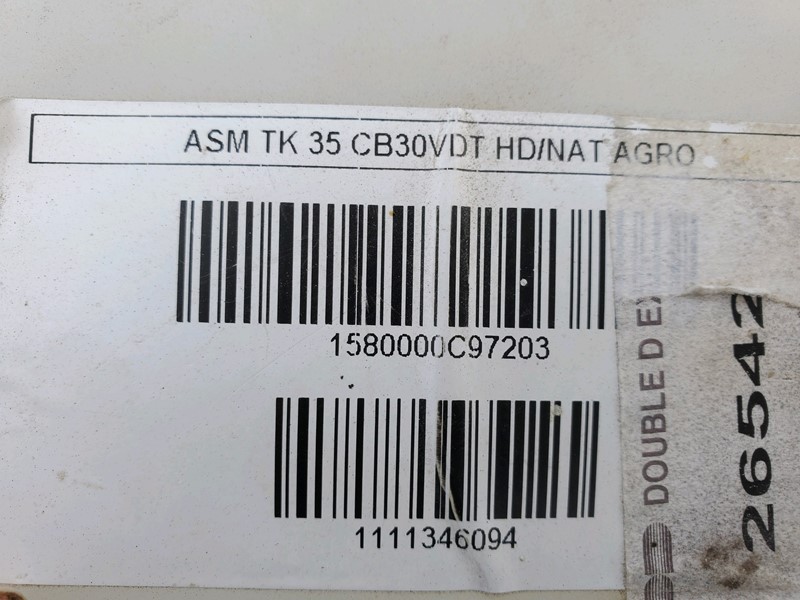 ASM TK 35 CB30VDT HD/NAT AGRO
1580000C97203
1111346094
DOUBLE D
26542